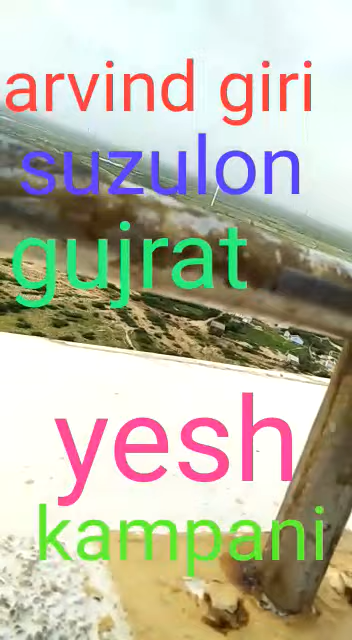 arvind giri
suzulon
gujrat
yesh
kampani